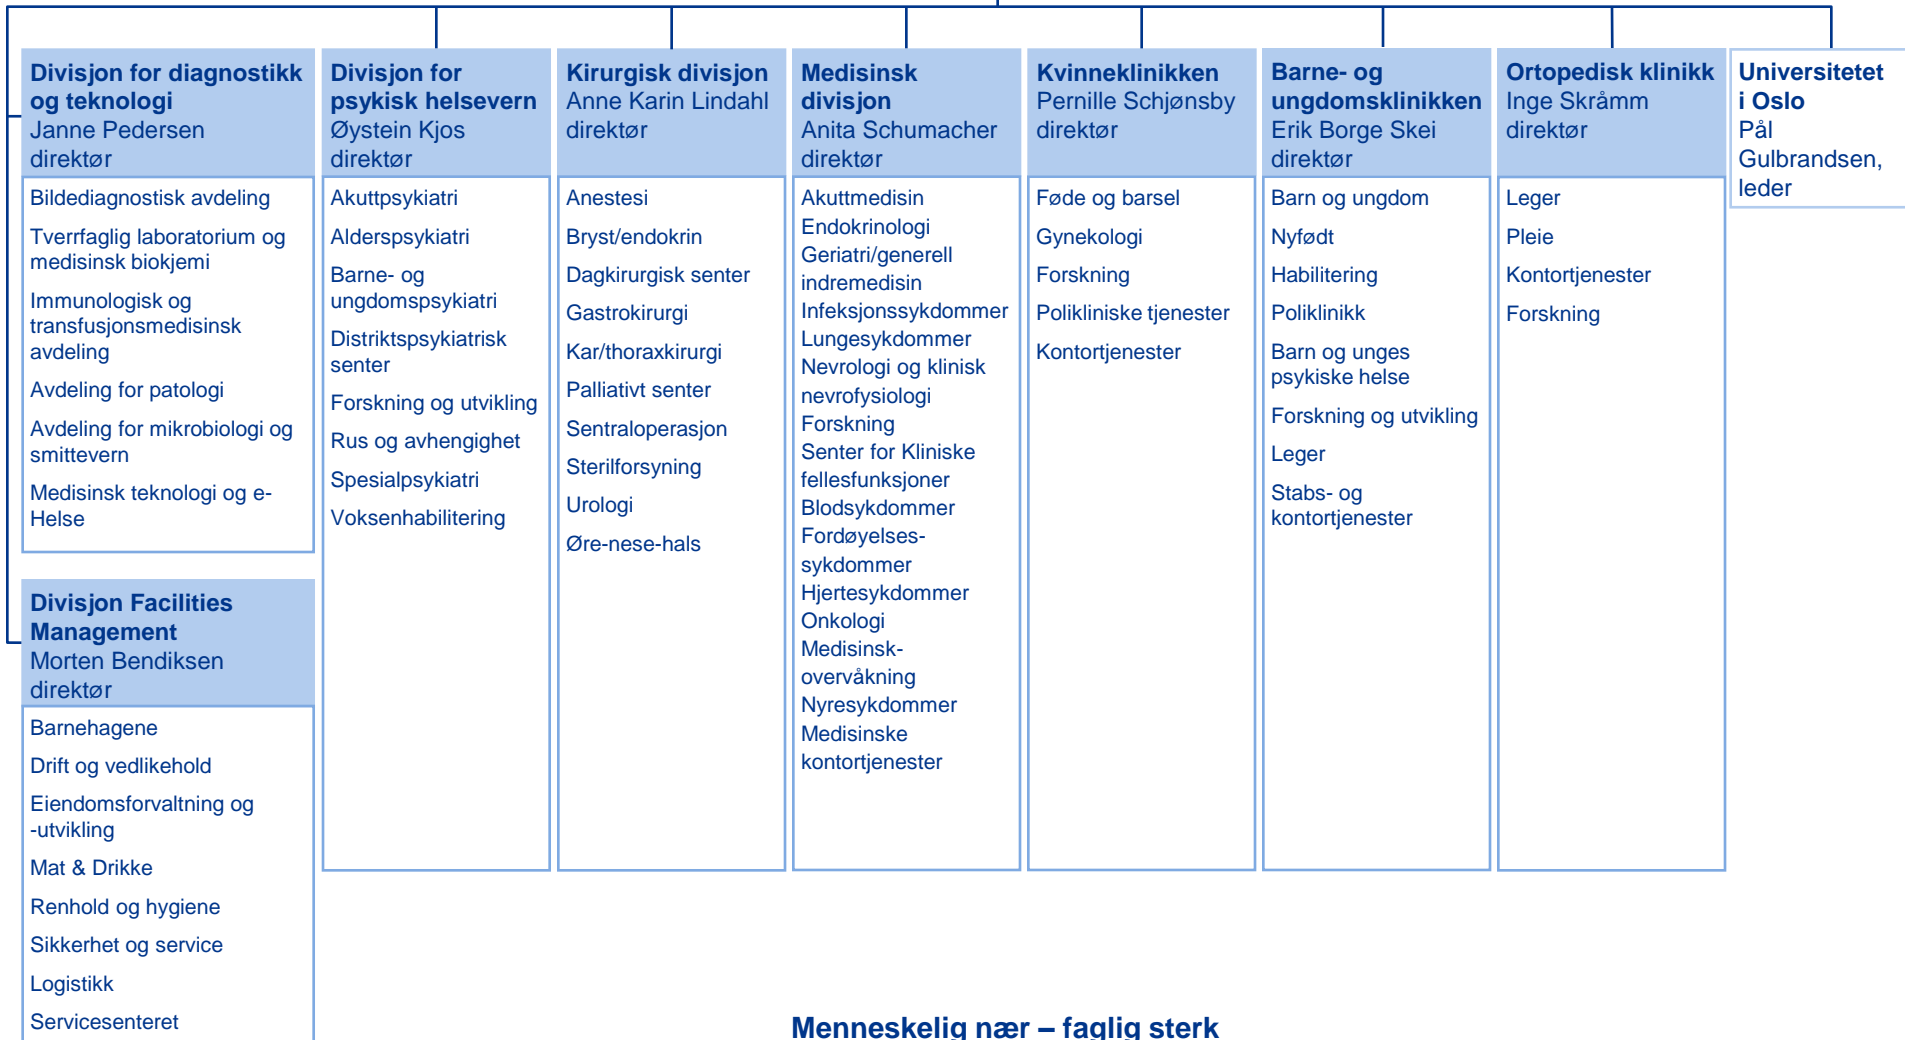 Divisjon for diagnostikk
og teknologi
Janne Pedersen
direktør
Bildediagnostisk avdeling
Tverrfaglig laboratorium og
medisinsk biokjemi
Immunologisk og
transfusjonsmedisinsk
avdeling
Avdeling for patologi
Avdeling for mikrobiologi og
smittevern
Medisinsk teknologi og e-
Helse
Divisjon Facilities
Management
Morten Bendiksen
direktør
Barnehagene
Drift og vedlikehold
Eiendomsforvaltning og
-utvikling
Mat & Drikke
Renhold og hygiene
Sikkerhet og service
Logistikk
Servicesenteret
Divisjon for
psykisk helsevern
Øystein Kjos
direktør
Akuttpsykiatri
Alderspsykiatri
Barne- og
ungdomspsykiatri
Distriktspsykiatrisk
senter
Forskning og utvikling
Rus og avhengighet
Spesialpsykiatri
Voksenhabilitering
Kirurgisk divisjon
Anne Karin Lindahl
direktør
Anestesi
Bryst/endokrin
Dagkirurgisk senter
Gastrokirurgi
Kar/thoraxkirurgi
Palliativt senter
Sentraloperasjon
Sterilforsyning
Urologi
Øre-nese-hals
Medisinsk
divisjon
Anita Schumacher
direktør
Akuttmedisin
Endokrinologi
Geriatri/generell
indremedisin
Infeksjonssykdommer
Lungesykdommer
Nevrologi og klinisk
nevrofysiologi
Forskning
Senter for Kliniske
fellesfunksjoner
Blodsykdommer
Fordøyelses-
sykdommer
Hjertesykdommer
Onkologi
Medisinsk-
overvåkning
Nyresykdommer
Medisinske
kontortjenester
Kvinneklinikken
Pernille Schjønsby
direktør
Føde og barsel
Gynekologi
Forskning
Polikliniske tjenester
Kontortjenester
Barne- og
ungdomsklinikken
Erik Borge Skei
direktør
Barn og ungdom
Nyfødt
Habilitering
Poliklinikk
Barn og unges
psykiske helse
Forskning og utvikling
Leger
Stabs- og
kontortjenester
Ortopedisk klinikk
Inge Skråmm
direktør
Leger
Pleie
Kontortjenester
Forskning
Universitetet
i Oslo
Pål
Gulbrandsen,
leder
Menneskelig nær – faglig sterk